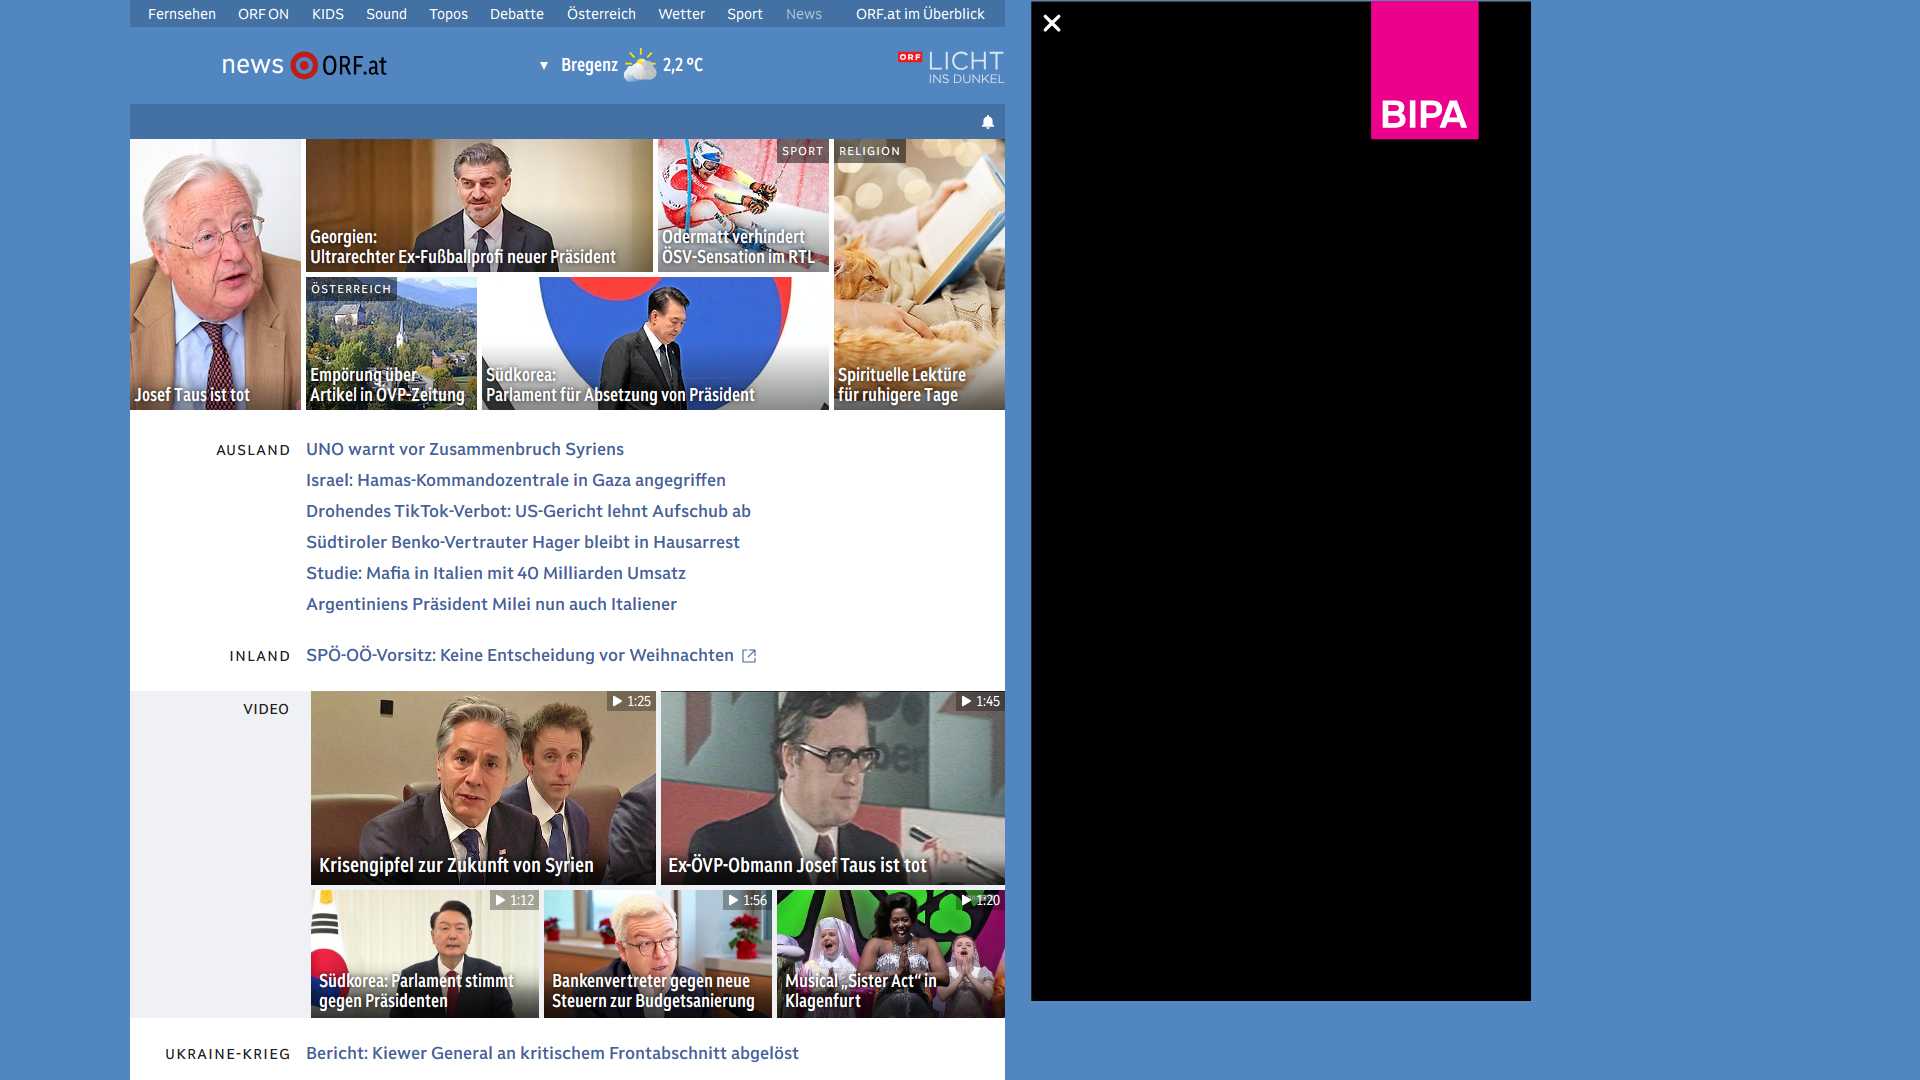 Fernsehen ORF ON KIDS Sound Topos Debatte Österreich Wetter Sport News ORF.at im Überblick
news ORF.at
Bregenz 2,2 °C
ORF LICHT
INS DUNKEL
BIPA
Josef Taus ist tot
Georgien:
Ultrarechter Ex-Fußballprofi neuer Präsident
SPORT
Odermatt verhindert
ÖSV-Sensation im RTL
RELIGION
Spirituelle Lektüre
für ruhigere Tage
ÖSTERREICH
Empörung über
Artikel in ÖVP-Zeitung
Südkorea:
Parlament für Absetzung von Präsident
AUSLAND
UNO warnt vor Zusammenbruch Syriens
Israel: Hamas-Kommandozentrale in Gaza angegriffen
Drohendes TikTok-Verbot: US-Gericht lehnt Aufschub ab
Südtiroler Benko-Vertrauter Hager bleibt in Hausarrest
Studie: Mafia in Italien mit 40 Milliarden Umsatz
Argentiniens Präsident Milei nun auch Italiener
INLAND
SPÖ-OÖ-Vorsitz: Keine Entscheidung vor Weihnachten
VIDEO
1:25
Krisengipfel zur Zukunft von Syrien
1:45
Ex-ÖVP-Obmann Josef Taus ist tot
1:12
Südkorea: Parlament stimmt
gegen Präsidenten
1:56
Bankenvertreter gegen neue
Steuern zur Budgetsanierung
1:20
Musical „Sister Act“ in
Klagenfurt
UKRAINE-KRIEG
Bericht: Kiewer General an kritischem Frontabschnitt abgelöst